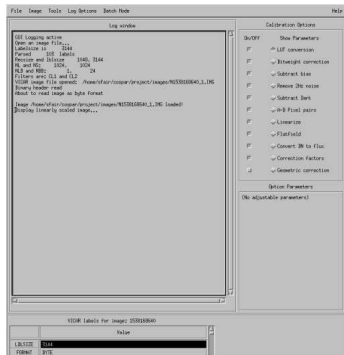 File Image Tools Log Options Batch Mode Help
Log window
GUI Logging active
Open an image file...
Labelsize is 3144
Parsed 103 labels
Recsize and lblsize 1048, 3144
NL and NS: 1024, 1024
NLB and NBB: 1, 24
Filters are: CL1 and CL2
VICAR image file opened: /home/sfair/cospar/project/images/N1538168640_1.IMG
Binary header read
About to read image as byte format
Image /home/sfair/cospar/project/images/N1538168640_1.IMG loaded!
Display linearly scaled image...
Calibration Options
On/Off Show Parameters
LUT conversion
Bitweight correction
Subtract bias
Remove 2Hz noise
Subtract Dark
A-B Pixel pairs
Linearize
Flatfield
Convert DN to flux
Correction factors
Geometric correction
Option Parameters
(No adjustable parameters)
VICAR labels for image: 1538168640
Value
LBLSIZE 3144
FORMAT BYTE